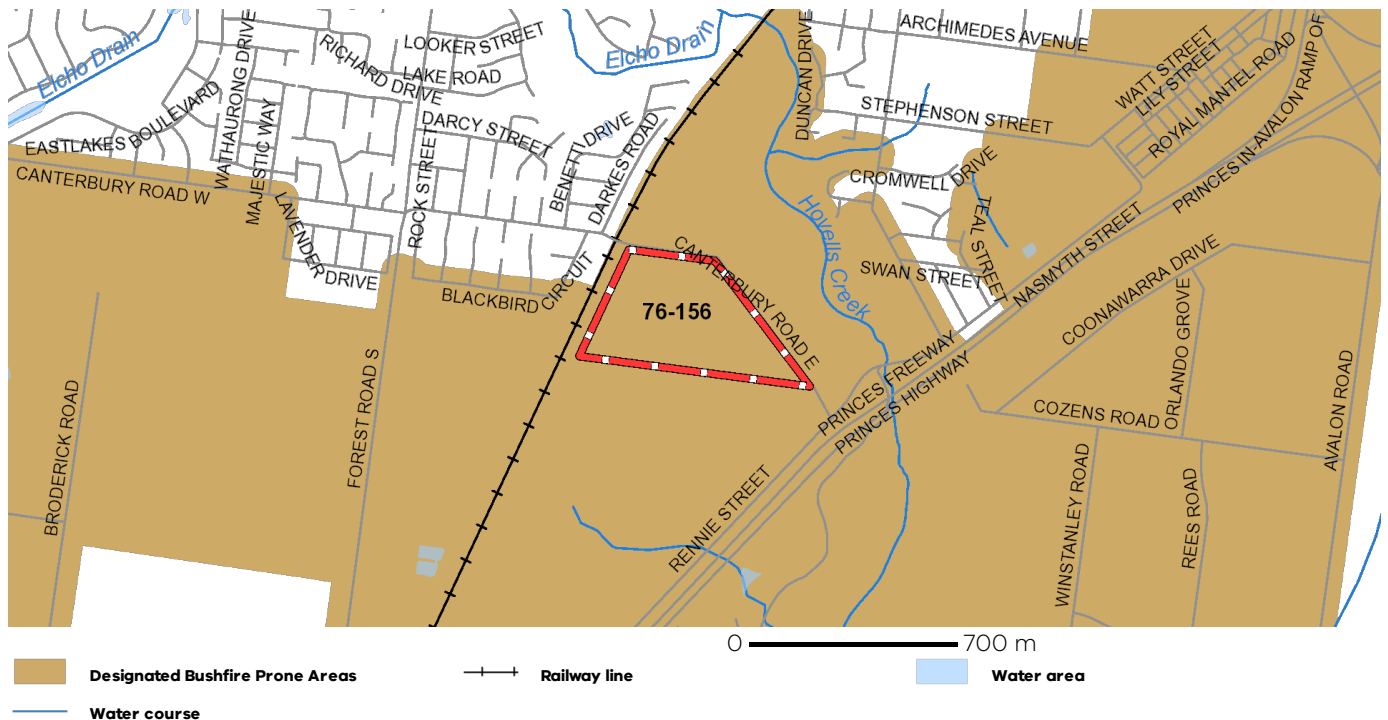 Elcho Drain
WATHAURONG DRIVE
RICHARD DRIVE
LOOKER STREET
LAKE ROAD
Elcho Drain
DUNCAN DRIVE
ARCHIMEDES AVENUE
WATT STREET
LILY STREET
ROYAL MANTEL ROAD
PRINCES IN-AVALON RAMP OF
EASTLAKES BOULEVARD
MAJESTIC WAY
DARCY STREET
ROCK STREET
BENETTI DRIVE
DARKES ROAD
STEPHENSON STREET
CANTERBURY ROAD W
LAVENDER DRIVE
CROMWELL DRIVE
TEAL STREET
Hovells Creek
SWAN STREET
NASMYTH STREET
BLACKBIRD CIRCUIT
CANTERBURY ROAD E
76-156
COONAWARRA DRIVE
ORLANDO GROVE
BRODERICK ROAD
FOREST ROAD S
PRINCES FREEWAY
PRINCES HIGHWAY
COZENS ROAD
AVALON ROAD
RENNIE STREET
WINSTANLEY ROAD
REES ROAD
0 700 m
Designated Bushfire Prone Areas
Railway line
Water area
Water course